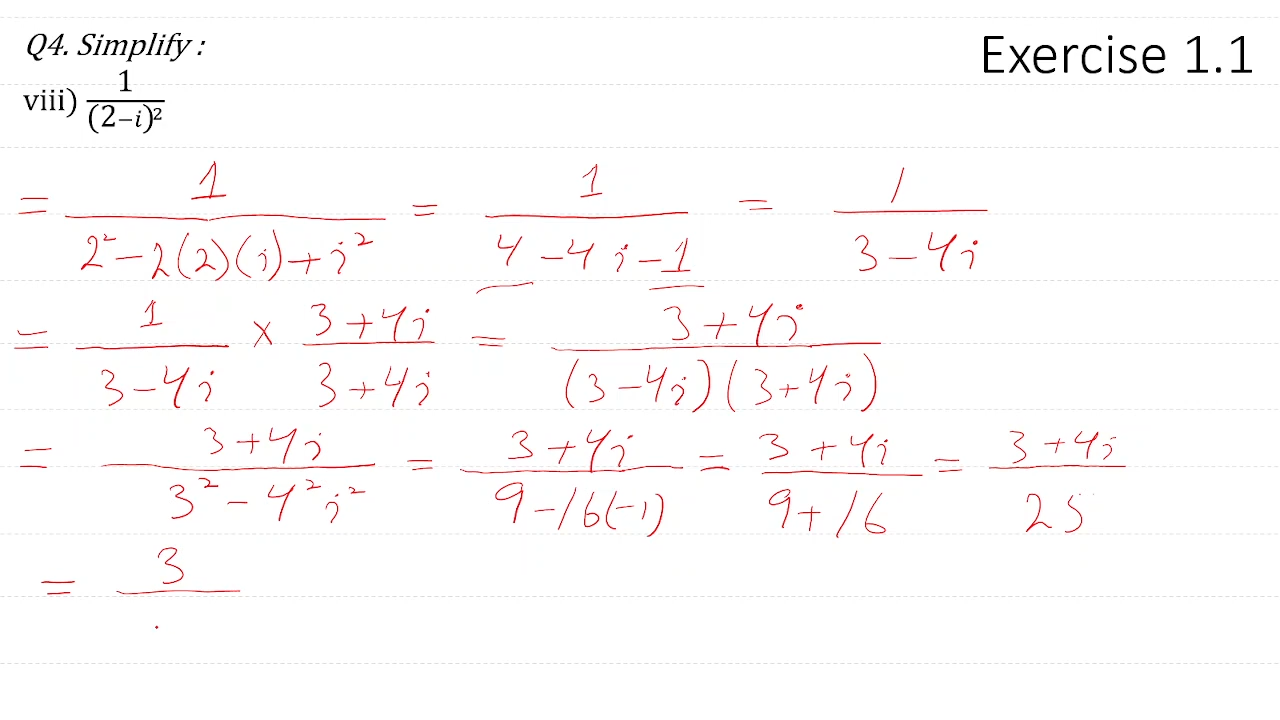 Q4. Simplify :
Exercise 1.1
viii) 1/(2−i)²
= 1/(2² − 2(2)(i) + i²) = 1/(4 − 4i − 1) = 1/(3 − 4i)
= 1/(3 − 4i) × (3 + 4i)/(3 + 4i) = (3 + 4i)/((3 − 4i)(3 + 4i))
= (3 + 4i)/(3² − 4²i²) = (3 + 4i)/(9 − 16(−1)) = (3 + 4i)/(9 + 16) = (3 + 4i)/25
= 3/